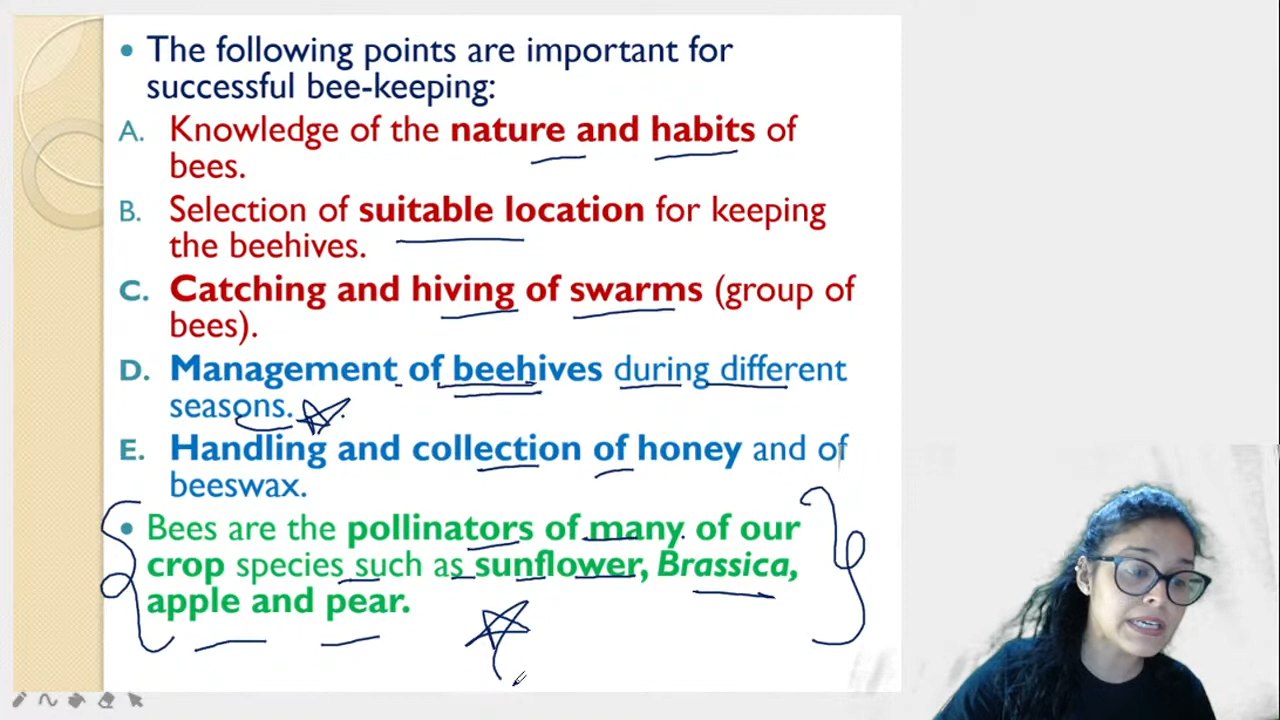 • The following points are important for
successful bee-keeping:
A. Knowledge of the nature and habits of
bees.
B. Selection of suitable location for keeping
the beehives.
C. Catching and hiving of swarms (group of
bees).
D. Management of beehives during different
seasons.
E. Handling and collection of honey and of
beeswax.
• Bees are the pollinators of many of our
crop species such as sunflower, Brassica,
apple and pear.